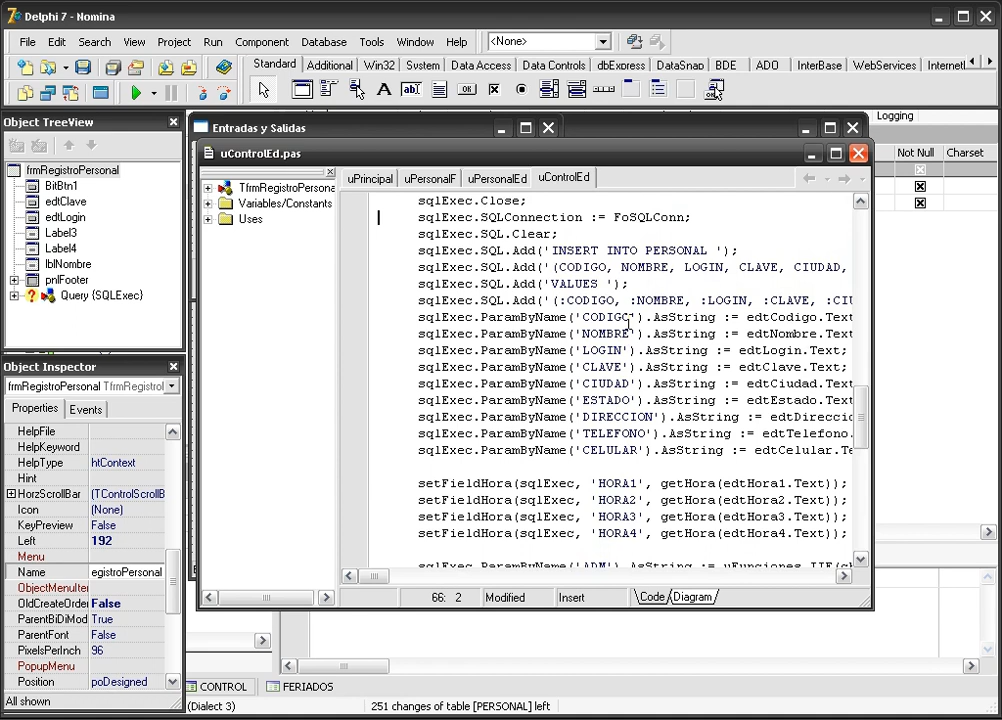 Delphi 7 - Nomina
File Edit Search View Project Run Component Database Tools Window Help <None>
Standard Additional Win32 System Data Access Data Controls dbExpress DataSnap BDE ADO InterBase WebServices InternetE
Object TreeView
frmRegistroPersonal
BitBtn1
edtClave
edtLogin
Label3
Label4
lblNombre
pnlFooter
Query {SQLExec}
Object Inspector
frmRegistroPersonal TfrmRegistroI
Properties Events
HelpFile
HelpKeyword
HelpType htContext
Hint
HorzScrollBar (TControlScrollB
Icon (None)
KeyPreview False
Left 192
Menu
Name egistroPersonal
ObjectMenuIter
OldCreateOrder False
ParentBiDiMod True
ParentFont False
PixelsPerInch 96
PopupMenu
Position poDesigned
All shown
Entradas y Salidas
Logging
Not Null Charset
uControlEd.pas
TfrmRegistroPersona
Variables/Constants
Uses
uPrincipal uPersonalF uPersonalEd uControlEd
sqlExec.Close;
sqlExec.SQLConnection := FoSQLConn;
sqlExec.SQL.Clear;
sqlExec.SQL.Add('INSERT INTO PERSONAL ');
sqlExec.SQL.Add('(CODIGO, NOMBRE, LOGIN, CLAVE, CIUDAD,
sqlExec.SQL.Add('VALUES ');
sqlExec.SQL.Add('(:CODIGO, :NOMBRE, :LOGIN, :CLAVE, :CIU
sqlExec.ParamByName('CODIGO').AsString := edtCodigo.Text
sqlExec.ParamByName('NOMBRE').AsString := edtNombre.Text
sqlExec.ParamByName('LOGIN').AsString := edtLogin.Text;
sqlExec.ParamByName('CLAVE').AsString := edtClave.Text;
sqlExec.ParamByName('CIUDAD').AsString := edtCiudad.Text
sqlExec.ParamByName('ESTADO').AsString := edtEstado.Text
sqlExec.ParamByName('DIRECCION').AsString := edtDireccio
sqlExec.ParamByName('TELEFONO').AsString := edtTelefono.
sqlExec.ParamByName('CELULAR').AsString := edtCelular.Te
setFieldHora(sqlExec, 'HORA1', getHora(edtHora1.Text));
setFieldHora(sqlExec, 'HORA2', getHora(edtHora2.Text));
setFieldHora(sqlExec, 'HORA3', getHora(edtHora3.Text));
setFieldHora(sqlExec, 'HORA4', getHora(edtHora4.Text));
sqlExec.ParamByName('ADM').AsString := uFunciones.IIF(ch
66: 2 Modified Insert Code Diagram
CONTROL FERIADOS
(Dialect 3) 251 changes of table [PERSONAL] left